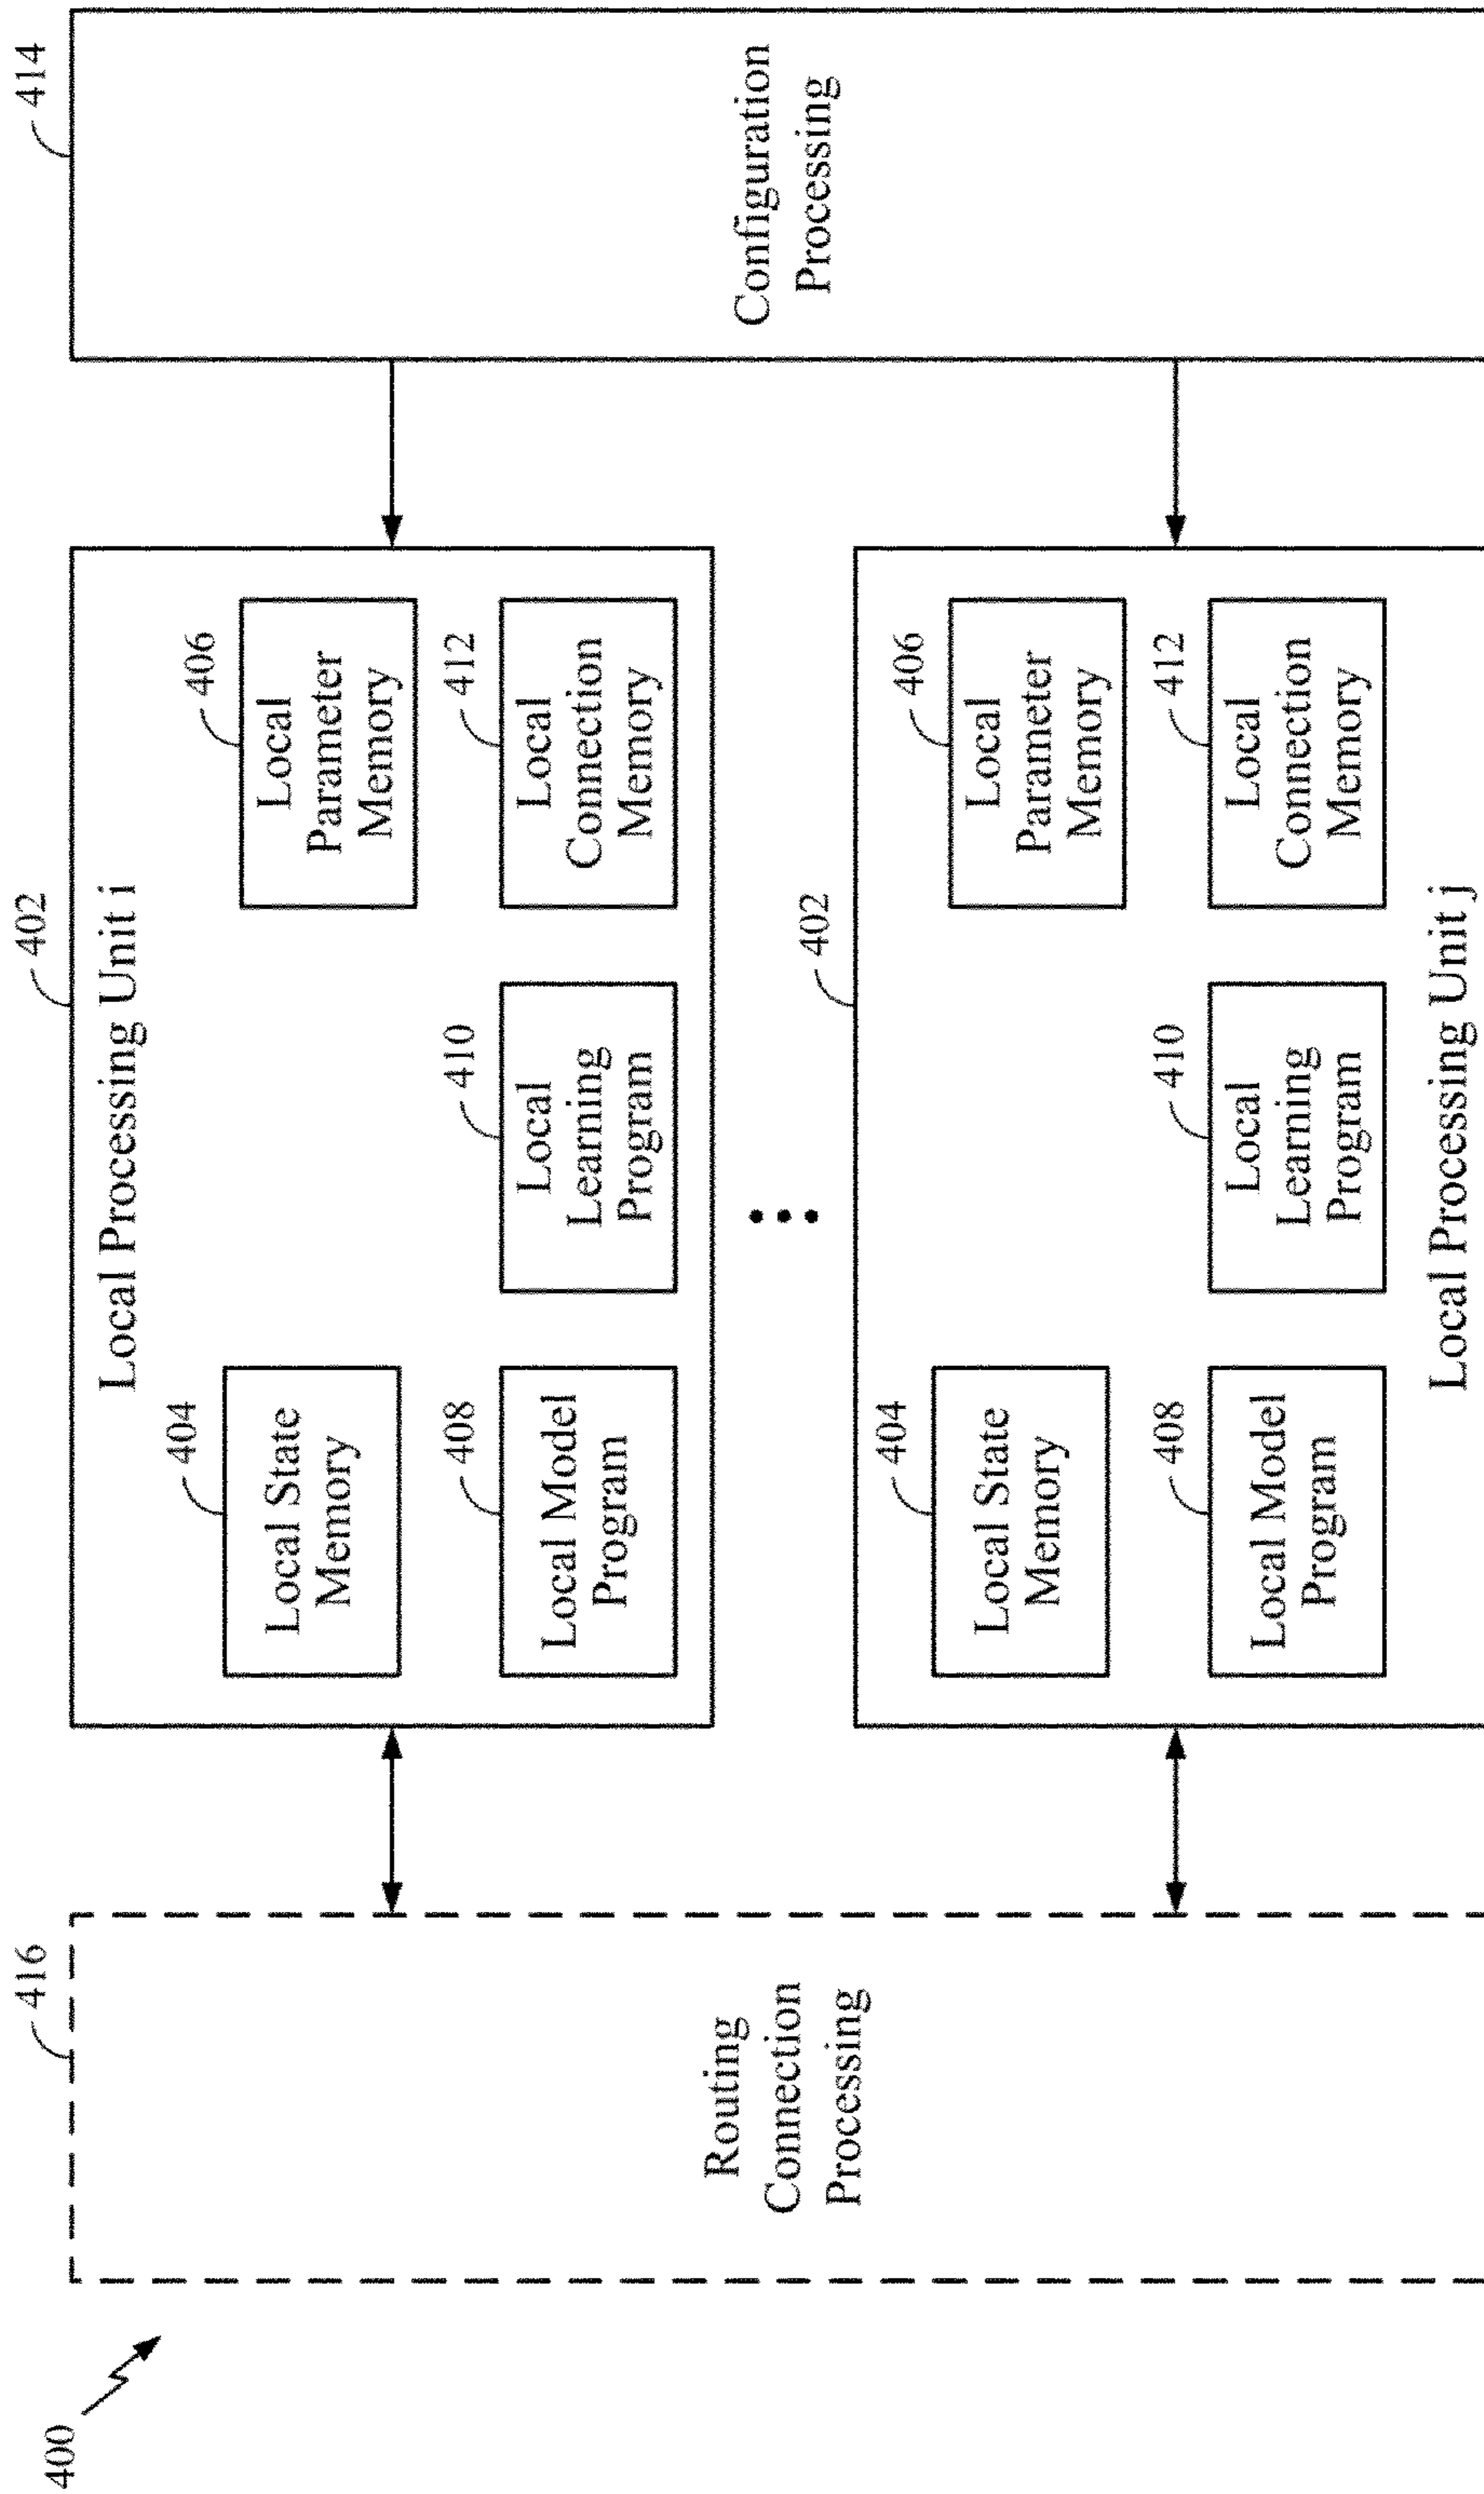 400
416
Routing
Connection
Processing
402
Local Processing Unit i
404
Local State
Memory
406
Local
Parameter
Memory
408
Local Model
Program
410
Local
Learning
Program
412
Local
Connection
Memory
402
404
Local State
Memory
406
Local
Parameter
Memory
408
Local Model
Program
410
Local
Learning
Program
412
Local
Connection
Memory
Local Processing Unit j
414
Configuration
Processing